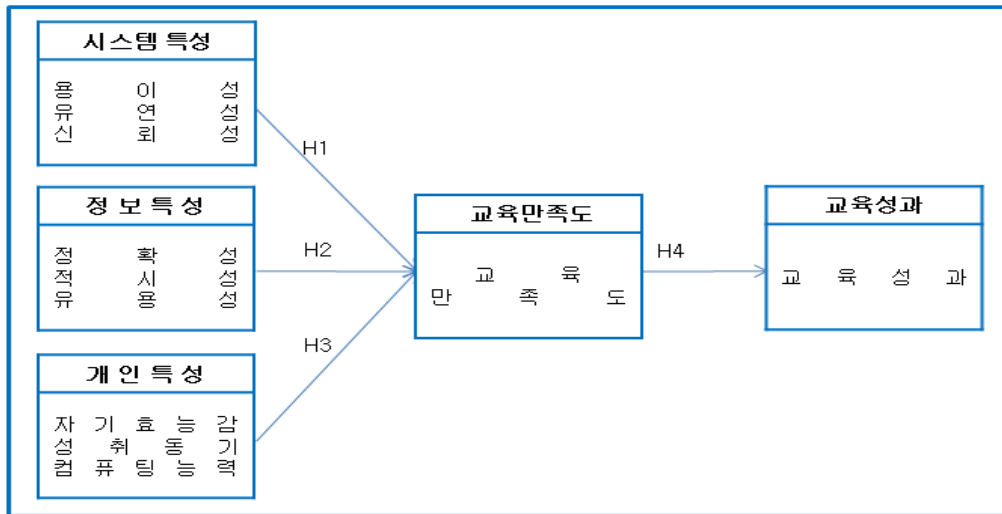 시스템 특성
용 이 성
유 연 성
신 뢰 성
H1
정 보 특 성
정 확 성
적 시 성
유 용 성
H2
개 인 특 성
자 기 효 능 감
성 취 동 기
컴 퓨 팅 능 력
H3
교육만족도
교 육
만 족 도
H4
교육성과
교 육 성 과